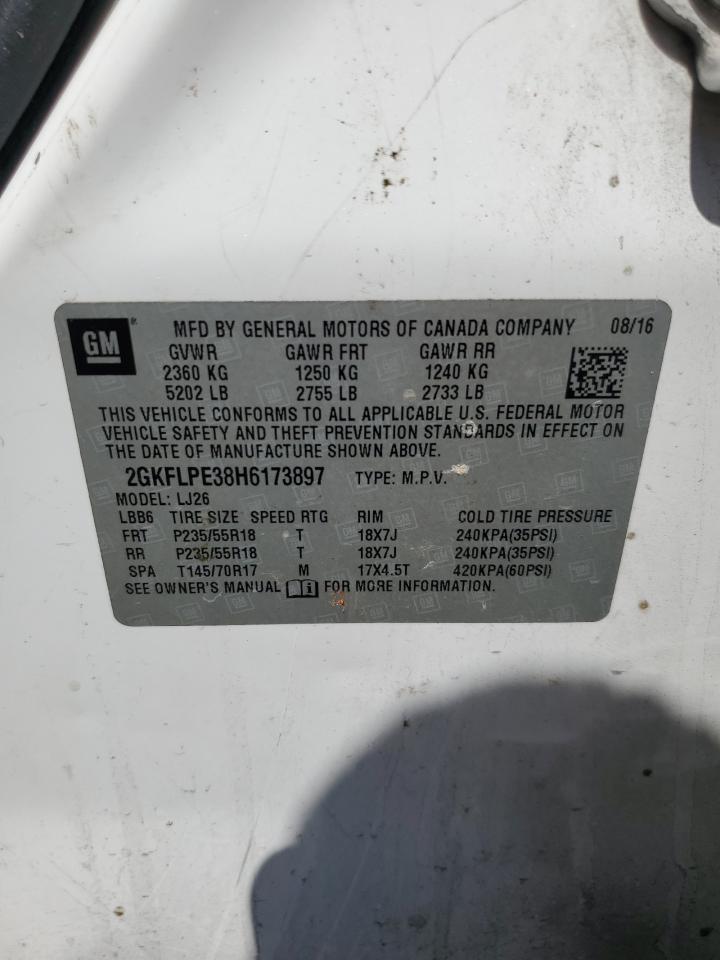 GM ® MFD BY GENERAL MOTORS OF CANADA COMPANY 08/16
GVWR GAWR FRT GAWR RR
2360 KG 1250 KG 1240 KG
5202 LB 2755 LB 2733 LB
THIS VEHICLE CONFORMS TO ALL APPLICABLE U.S. FEDERAL MOTOR
VEHICLE SAFETY AND THEFT PREVENTION STANDARDS IN EFFECT ON
THE DATE OF MANUFACTURE SHOWN ABOVE.
2GKFLPE38H6173897 TYPE: M.P.V.
MODEL: LJ26
LBB6 TIRE SIZE SPEED RTG RIM COLD TIRE PRESSURE
FRT P235/55R18 T 18X7J 240KPA(35PSI)
RR P235/55R18 T 18X7J 240KPA(35PSI)
SPA T145/70R17 M 17X4.5T 420KPA(60PSI)
SEE OWNER'S MANUAL i FOR MORE INFORMATION.